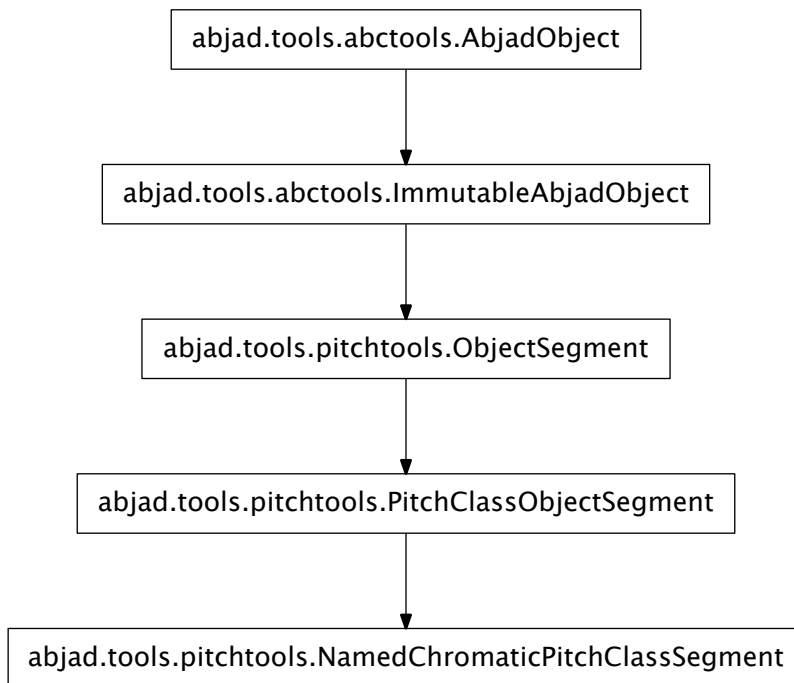 abjad.tools.abctools.AbjadObject
abjad.tools.abctools.ImmutableAbjadObject
abjad.tools.pitchtools.ObjectSegment
abjad.tools.pitchtools.PitchClassObjectSegment
abjad.tools.pitchtools.NamedChromaticPitchClassSegment